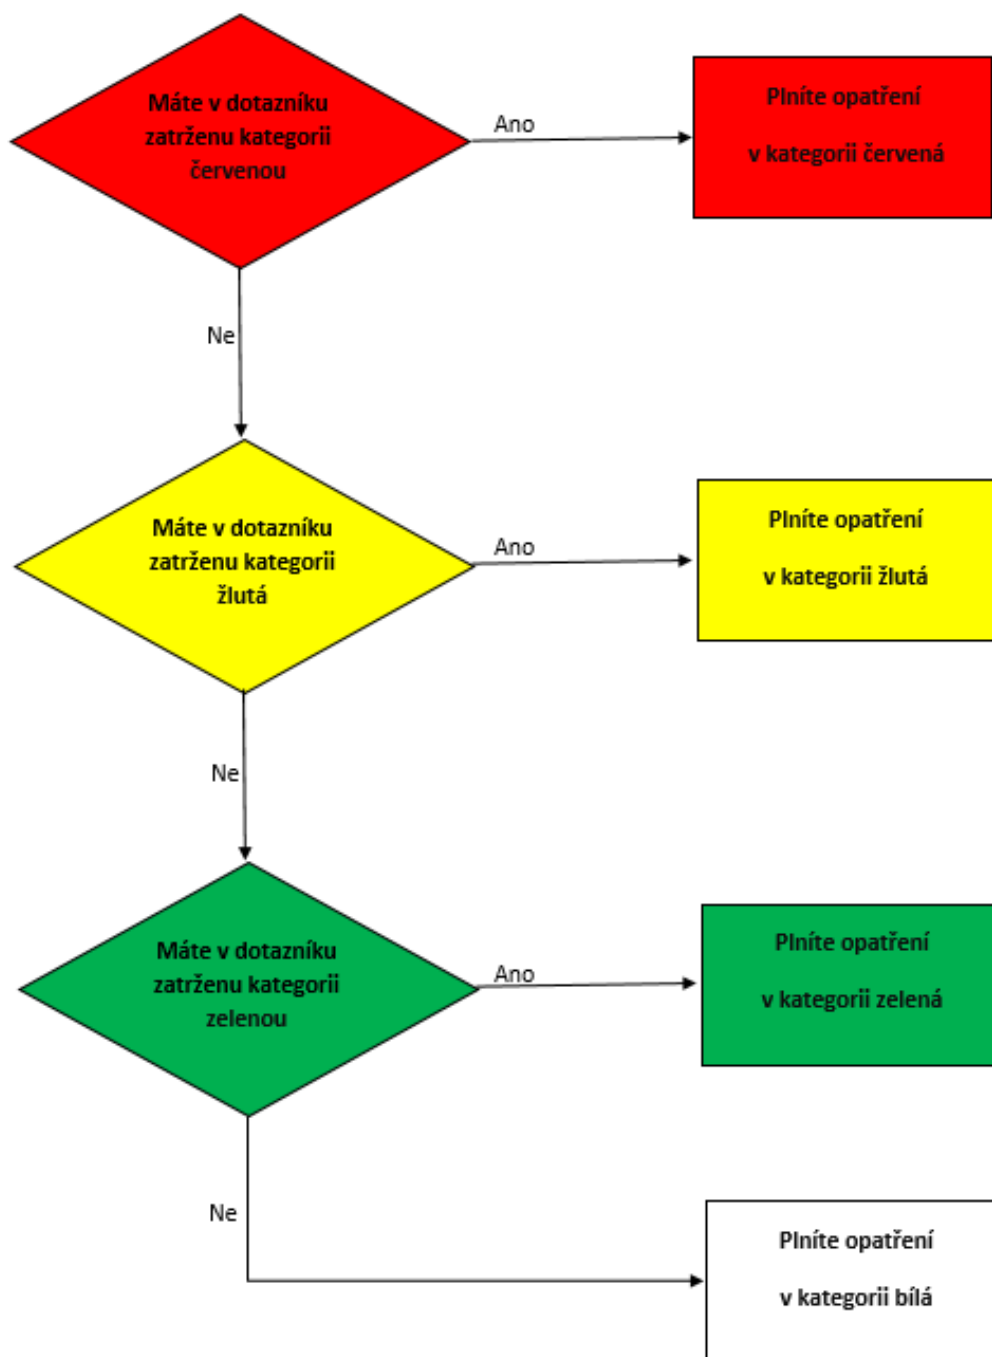 Máte v dotazníku
zatrženu kategorii
červenou
Ano
Plníte opatření
v kategorii červená
Ne
Máte v dotazníku
zatrženu kategorii
žlutá
Ano
Plníte opatření
v kategorii žlutá
Ne
Máte v dotazníku
zatrženu kategorii
zelenou
Ano
Plníte opatření
v kategorii zelená
Ne
Plníte opatření
v kategorii bílá